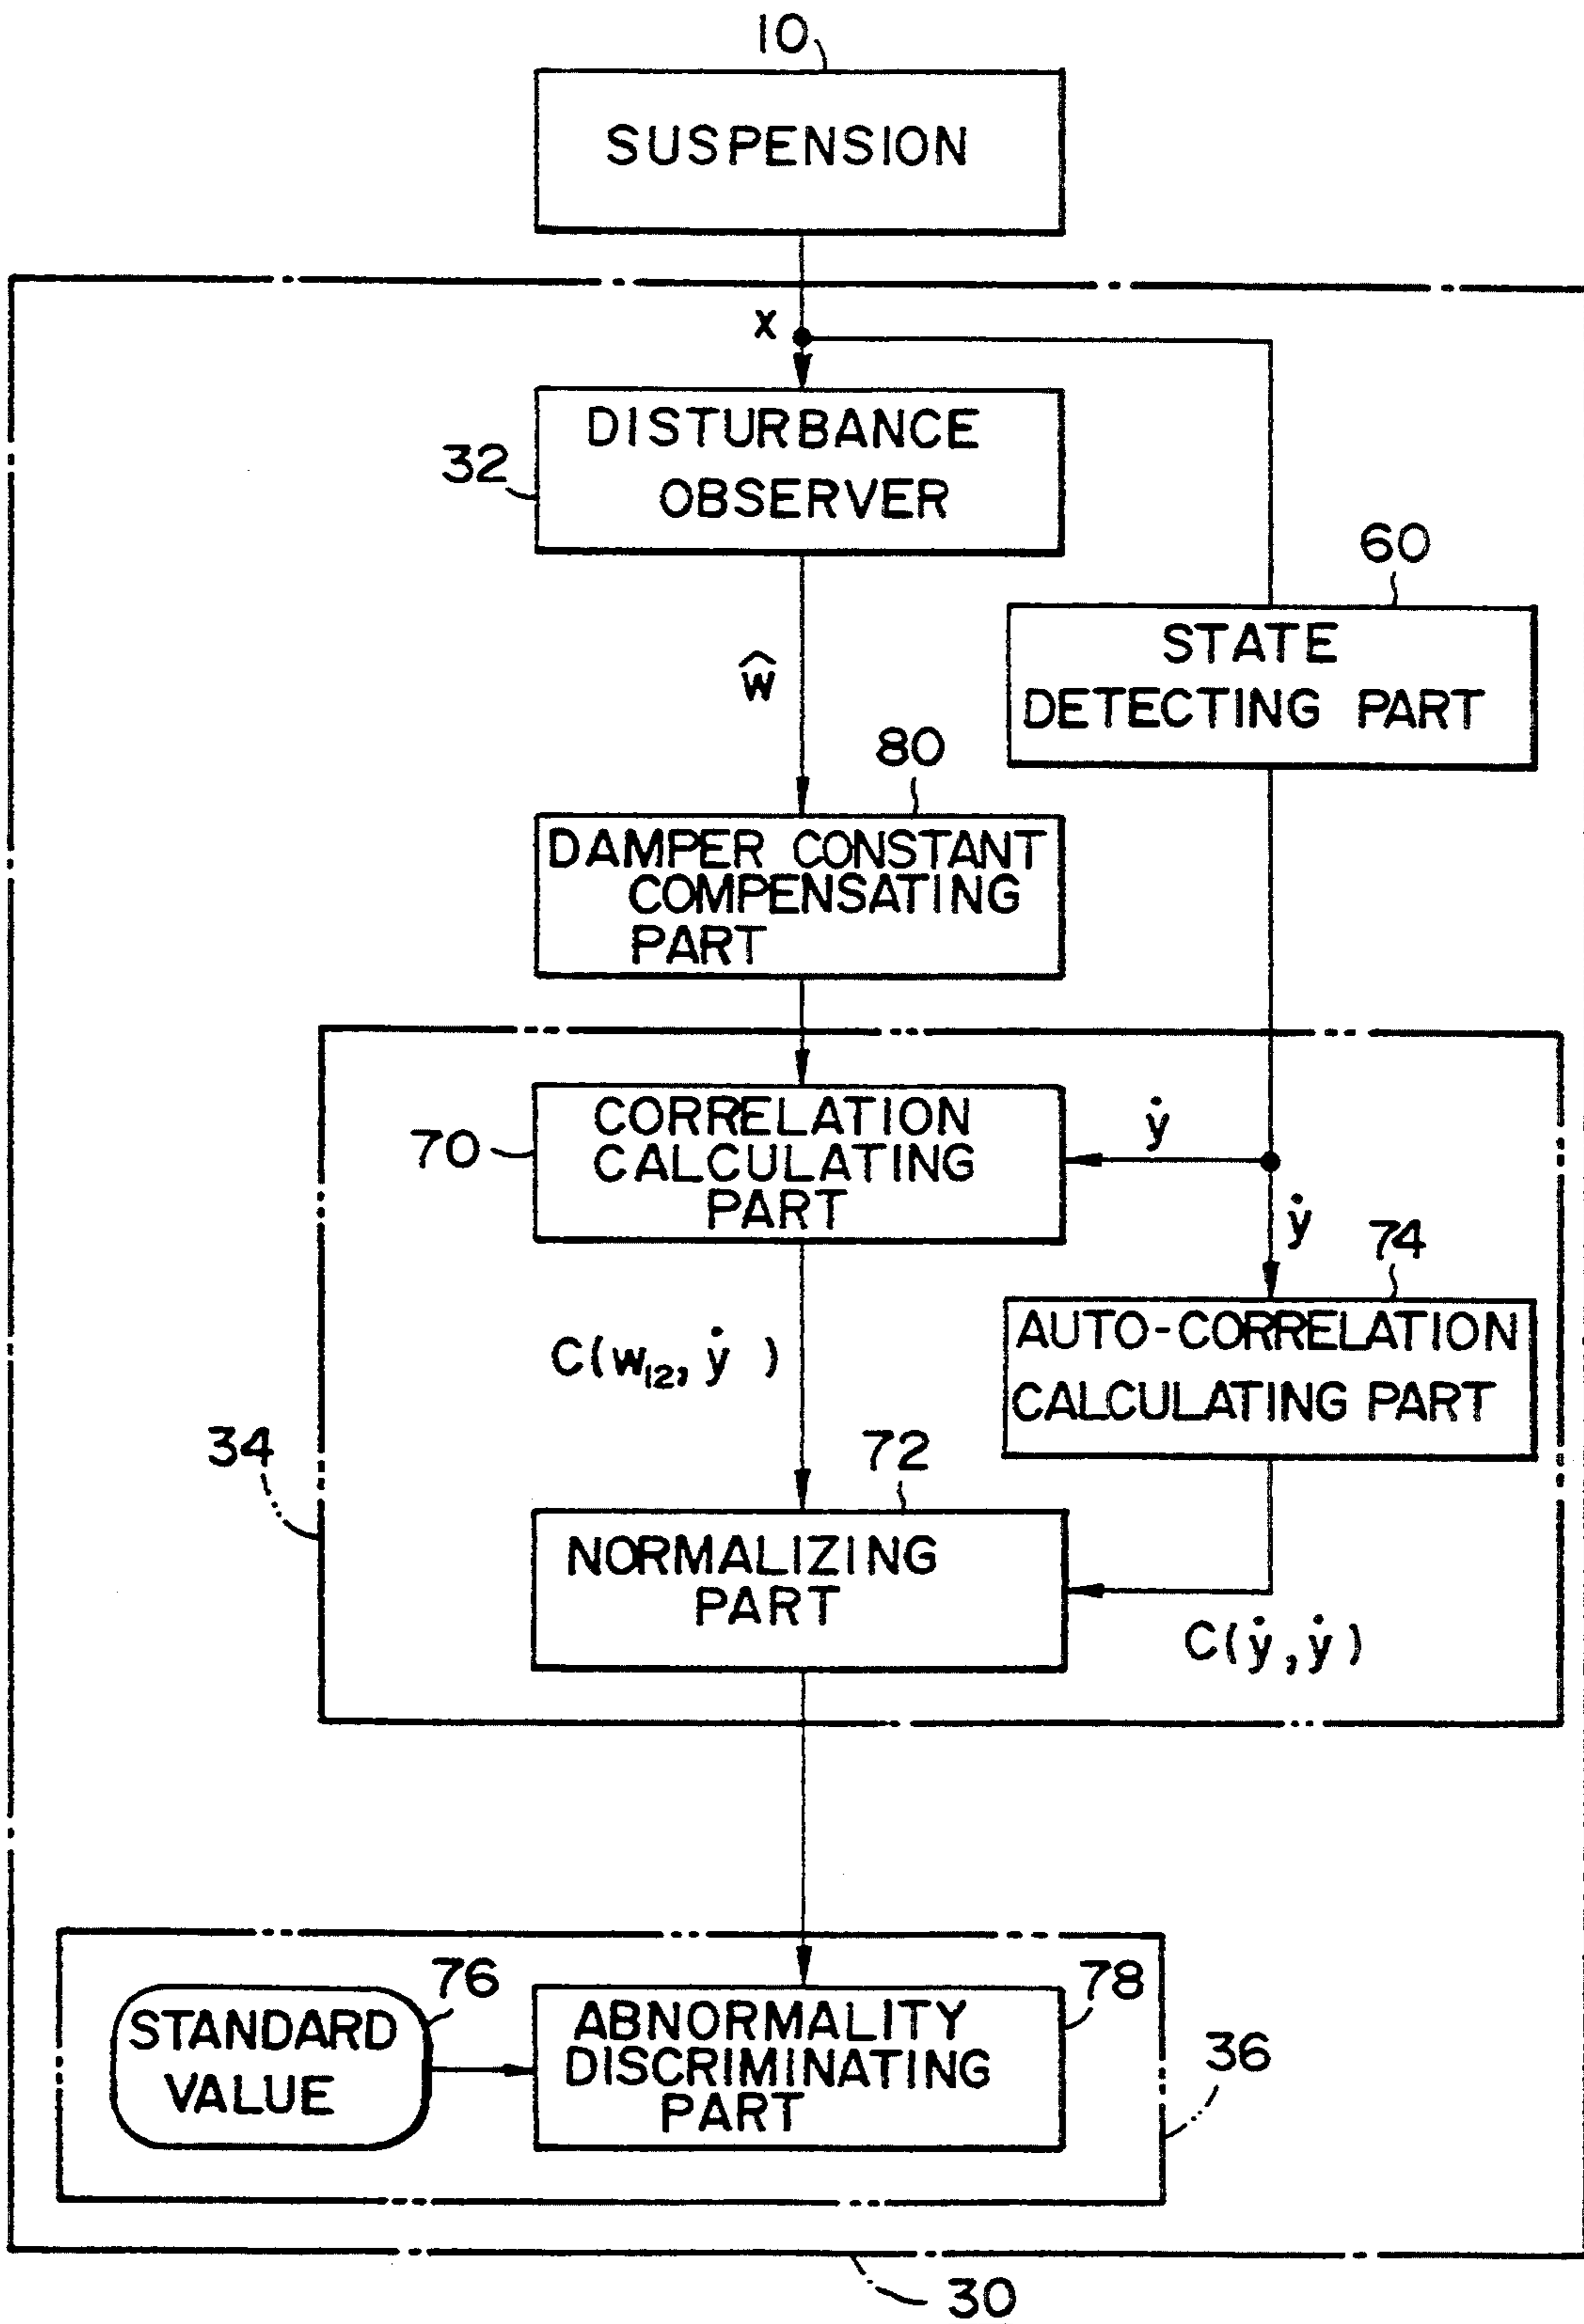 10
SUSPENSION
x
DISTURBANCE
OBSERVER
32
60
STATE
DETECTING PART
ŵ
80
DAMPER CONSTANT
COMPENSATING
PART
CORRELATION
CALCULATING
PART
70
ẏ
ẏ
74
AUTO-CORRELATION
CALCULATING PART
C(w₁₂, ẏ )
34
72
NORMALIZING
PART
C(ẏ,ẏ)
76
STANDARD
VALUE
ABNORMALITY
DISCRIMINATING
PART
78
36
30